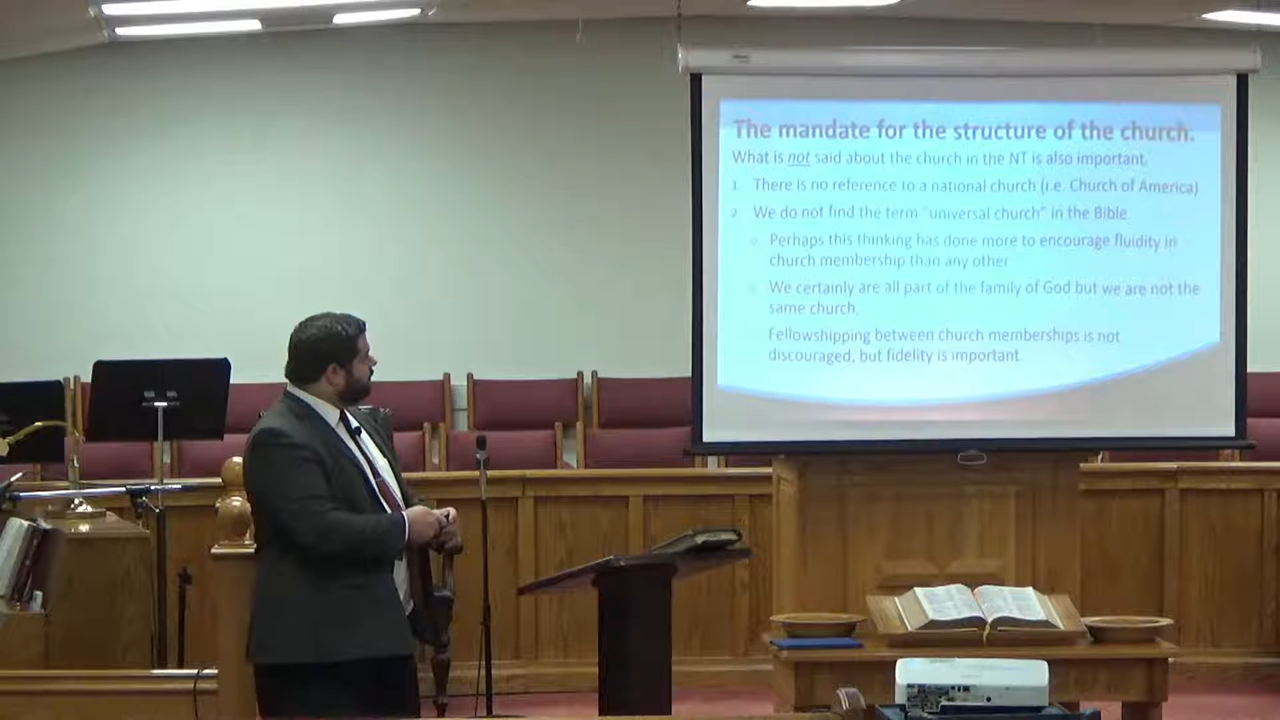 The mandate for the structure of the church.
What is not said about the church in the NT is also important.
1 There is no reference to a national church (i.e. Church of America)
2 We do not find the term "universal church" in the Bible.
Perhaps this thinking has done more to encourage fluidity in
church membership than any other
We certainly are all part of the family of God but we are not the
same church.
Fellowshipping between church memberships is not
discouraged, but fidelity is important.